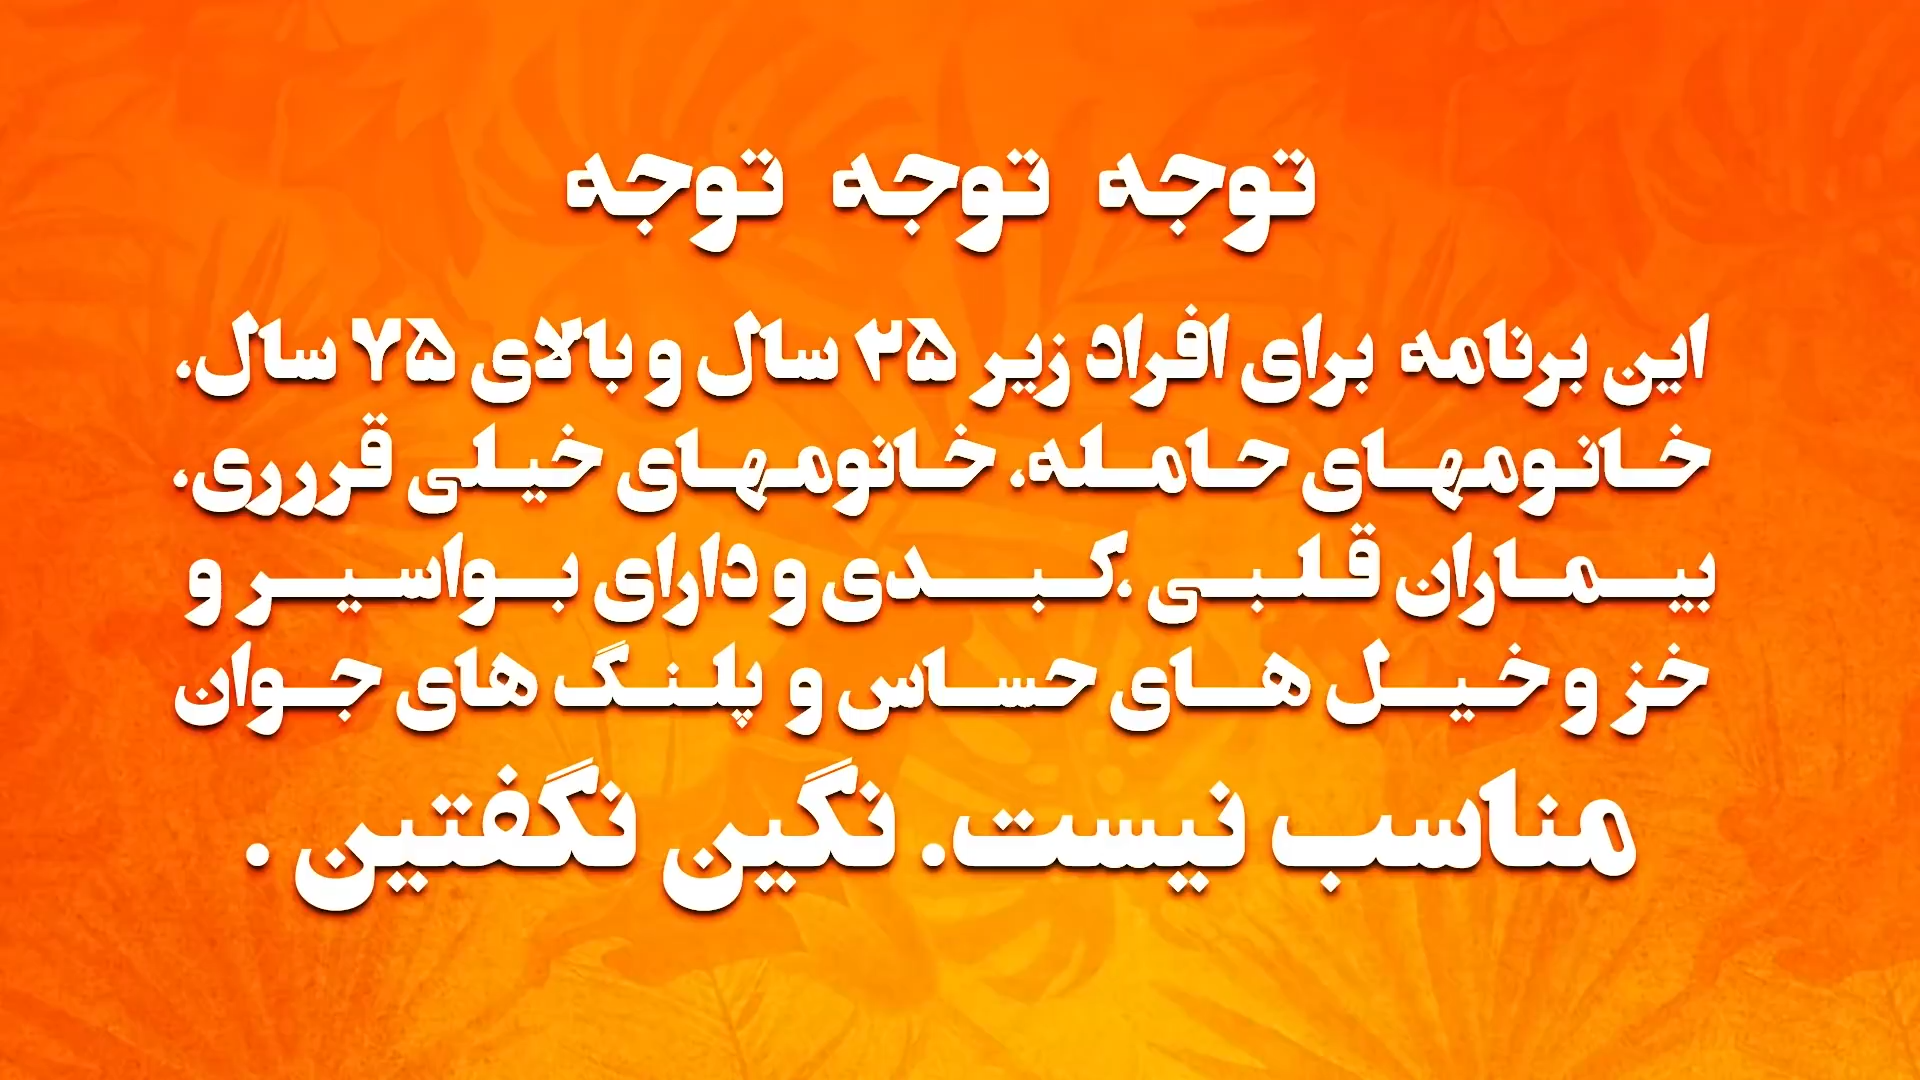 توجه توجه توجه
این برنامه برای افراد زیر ۲۵ سال و بالای ۷۵ سال،
خانومهای حامله، خانومهای خیلی قرررری،
بیماران قلبی ،کبدی و دارای بواسیر و
خز و خیل های حساس و پلنگ های جوان
مناسب نیست. نگین نگفتین .